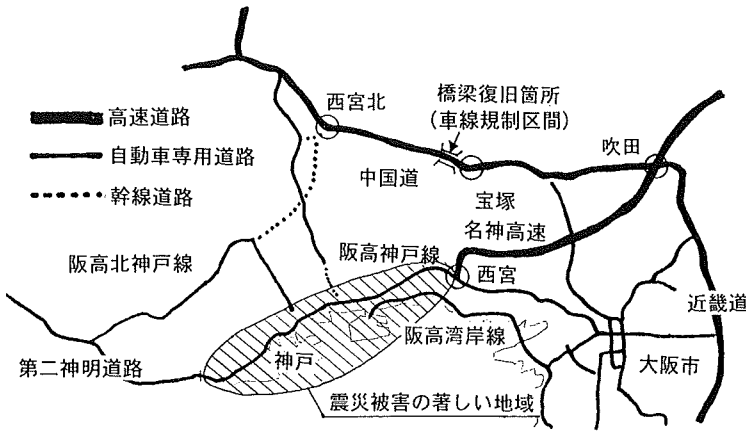 高速道路
自動車専用道路
幹線道路
西宮北
橋梁復旧箇所
(車線規制区間)
吹田
中国道
宝塚
名神高速
阪高北神戸線
阪高神戸線
西宮
近畿道
第二神明道路
神戸
阪高湾岸線
大阪市
震災被害の著しい地域